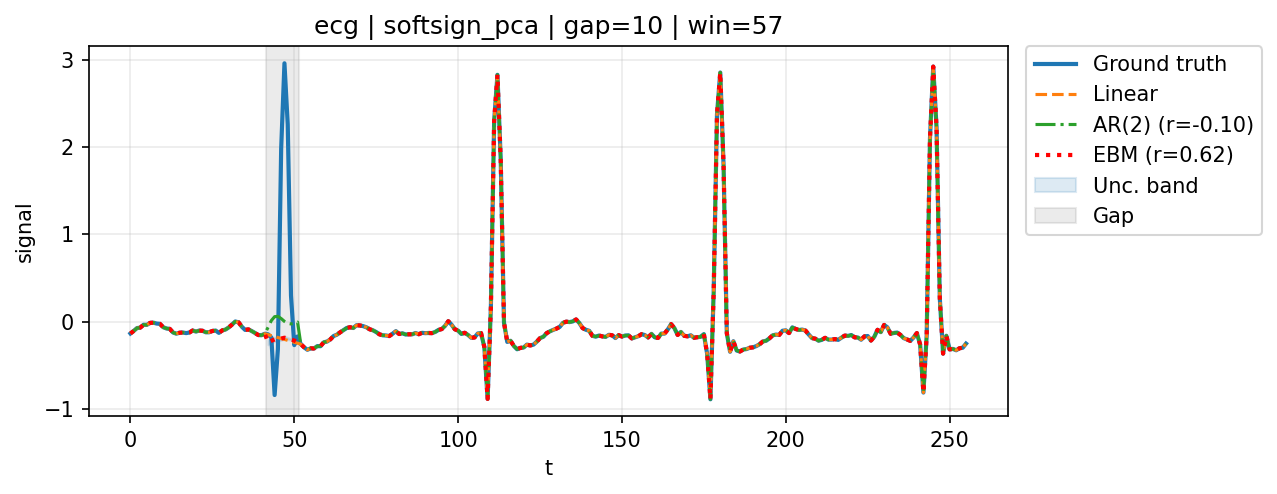 ecg | softsign_pca | gap=10 | win=57
3
2
1
0
−1
signal
0
50
100
150
200
250
t
Ground truth
Linear
AR(2) (r=-0.10)
EBM (r=0.62)
Unc. band
Gap